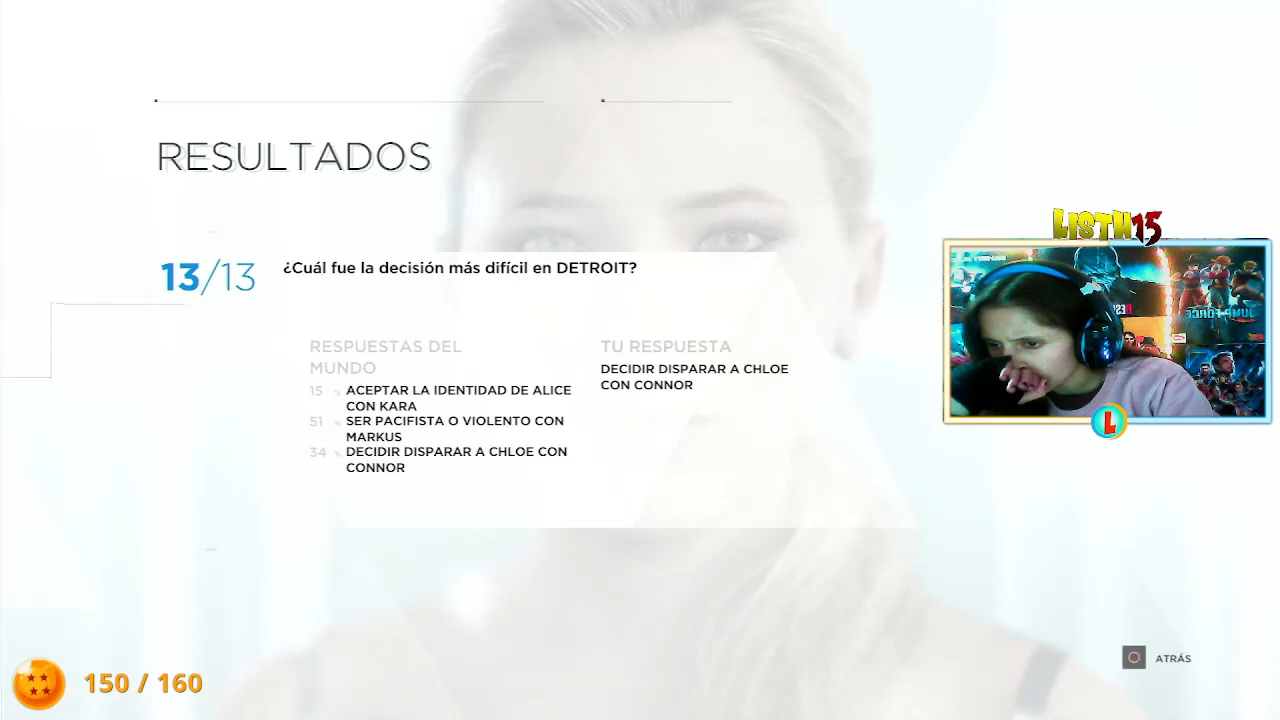 RESULTADOS
13/13
¿Cuál fue la decisión más difícil en DETROIT?
RESPUESTAS DEL
MUNDO
TU RESPUESTA
15 % ACEPTAR LA IDENTIDAD DE ALICE
CON KARA
51 % SER PACIFISTA O VIOLENTO CON
MARKUS
34 % DECIDIR DISPARAR A CHLOE CON
CONNOR
DECIDIR DISPARAR A CHLOE
CON CONNOR
LISTH15
JUMP FORCE
L
ATRÁS
150 / 160